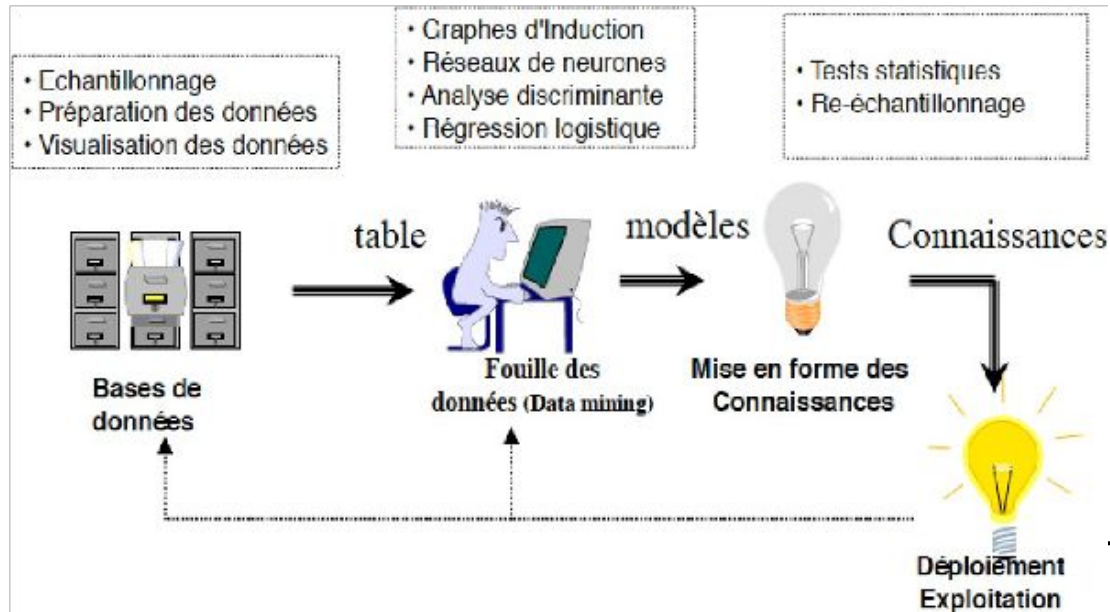 • Echantillonnage
• Préparation des données
• Visualisation des données
• Graphes d'Induction
• Réseaux de neurones
• Analyse discriminante
• Régression logistique
• Tests statistiques
• Re-échantillonnage
table
modèles
Connaissances
Bases de
données
Fouille des
données (Data mining)
Mise en forme des
Connaissances
Déploiement
Exploitation